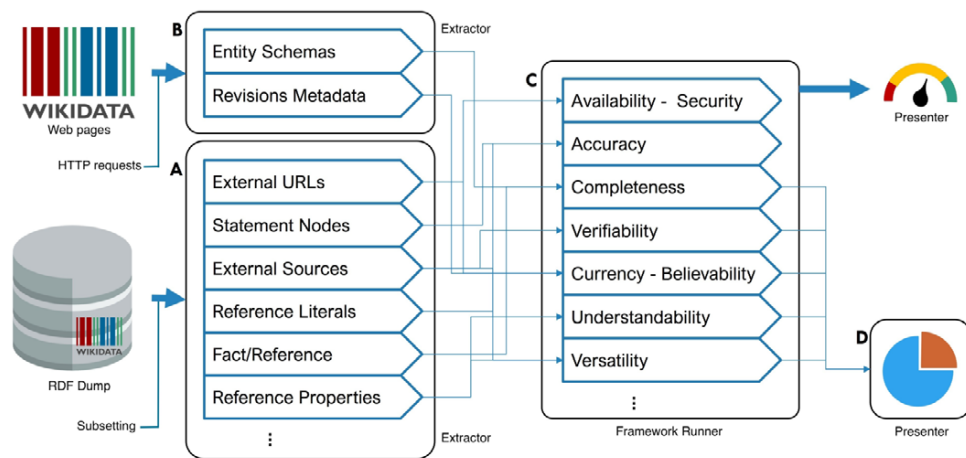 B
Extractor
Entity Schemas
Revisions Metadata
WIKIDATA
Web pages
HTTP requests
A
External URLs
Statement Nodes
External Sources
Reference Literals
Fact/Reference
Reference Properties
⋮
Extractor
WIKIDATA
RDF Dump
Subsetting
C
Availability - Security
Accuracy
Completeness
Verifiability
Currency - Believability
Understandability
Versatility
⋮
Framework Runner
Presenter
D
Presenter